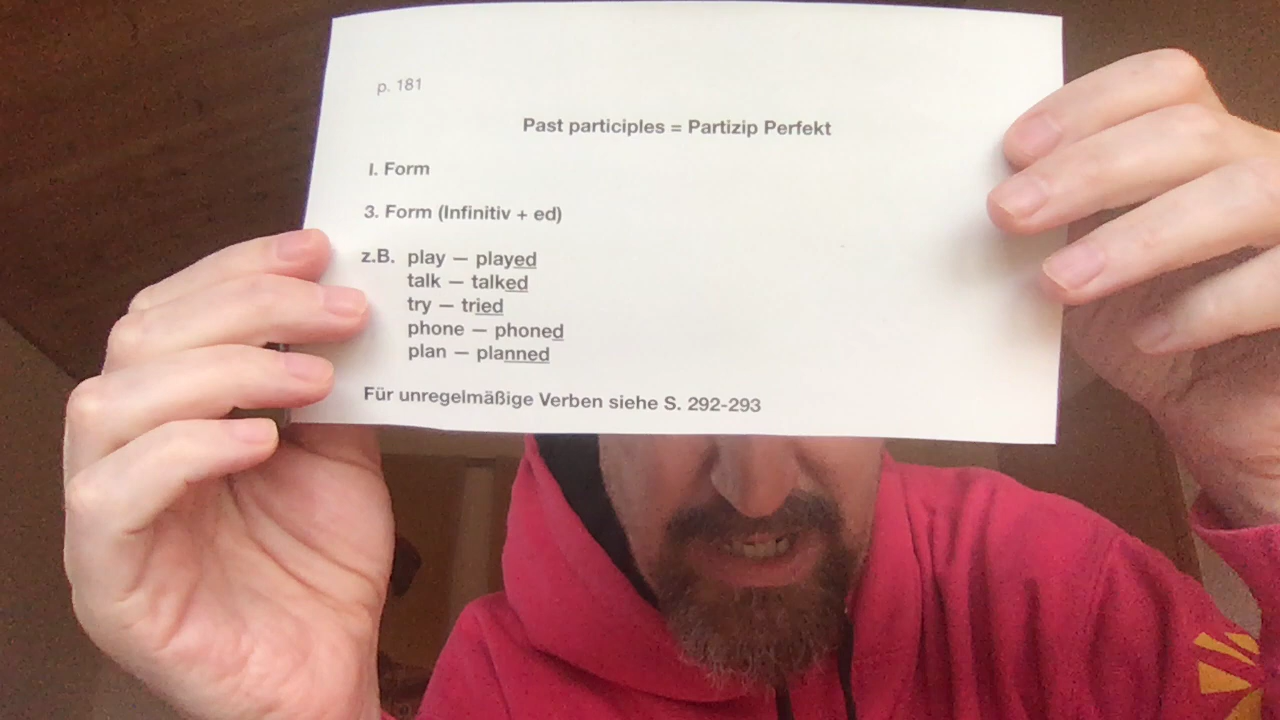 p. 181
Past participles = Partizip Perfekt
I. Form
3. Form (Infinitiv + ed)
z.B. play — played
talk — talked
try — tried
phone — phoned
plan — planned
Für unregelmäßige Verben siehe S. 292-293